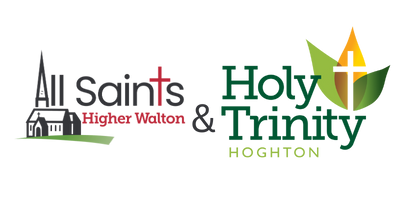 All Saints
Higher Walton
&
Holy
Trinity
HOGHTON